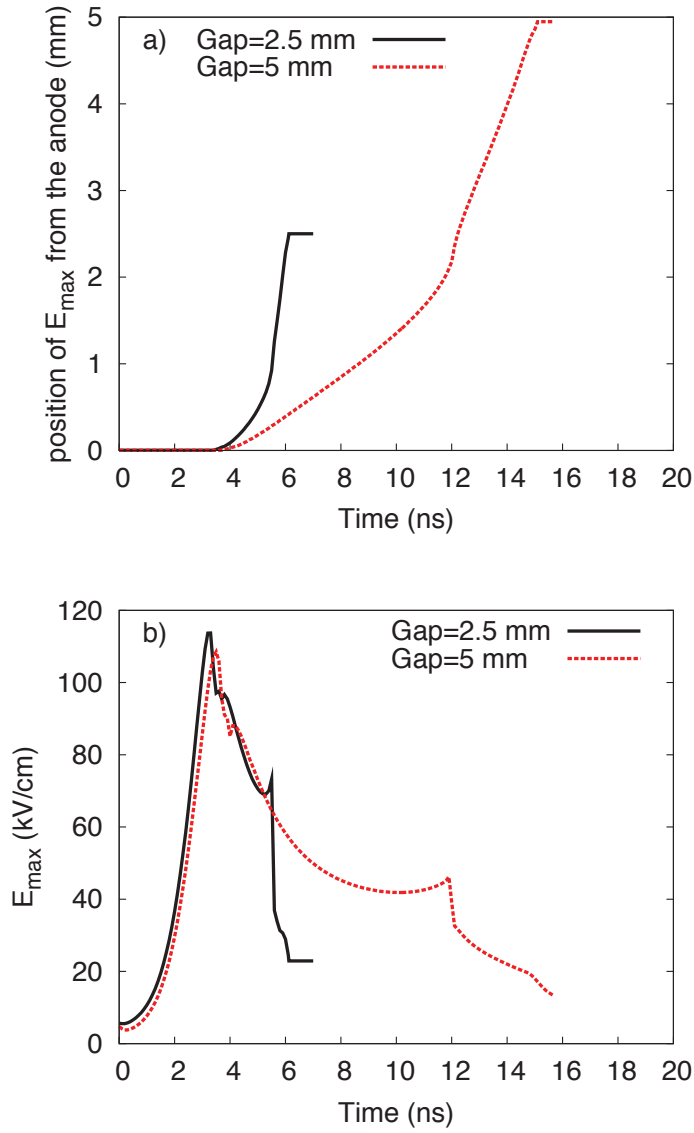 a)
Gap=2.5 mm
Gap=5 mm
position of E_max from the anode (mm)
5
4
3
2
1
0
0 2 4 6 8 10 12 14 16 18 20
Time (ns)
b)
Gap=2.5 mm
Gap=5 mm
E_max (kV/cm)
120
100
80
60
40
20
0
0 2 4 6 8 10 12 14 16 18 20
Time (ns)